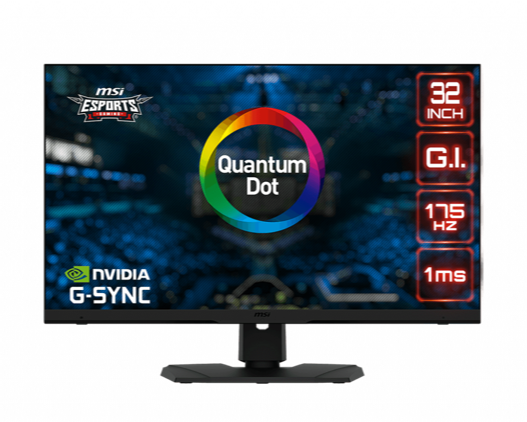 msi
ESPORTS
GAMING
Quantum
Dot
32
INCH
G.I.
175
HZ
1ms
NVIDIA
G-SYNC
msi